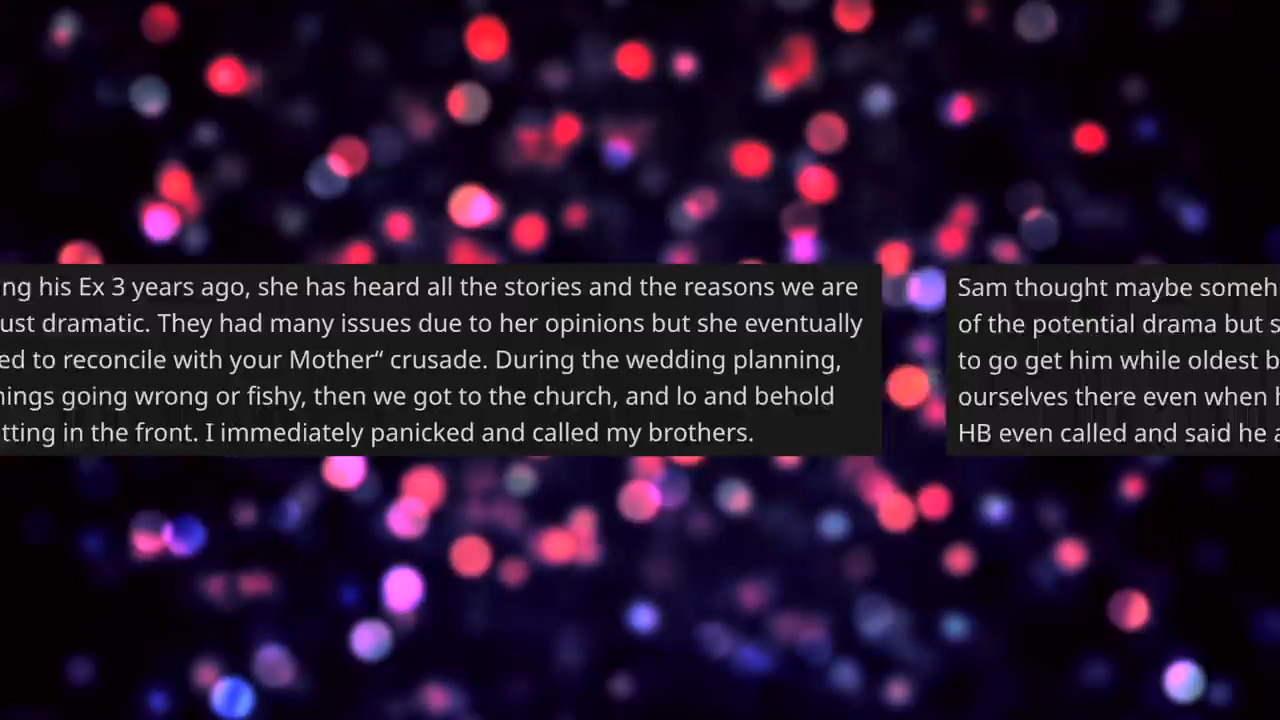 ng his Ex 3 years ago, she has heard all the stories and the reasons we are
ust dramatic. They had many issues due to her opinions but she eventually
ed to reconcile with your Mother“ crusade. During the wedding planning,
ings going wrong or fishy, then we got to the church, and lo and behold
tting in the front. I immediately panicked and called my brothers.
Sam thought maybe someh
of the potential drama but s
to go get him while oldest b
ourselves there even when h
HB even called and said he a